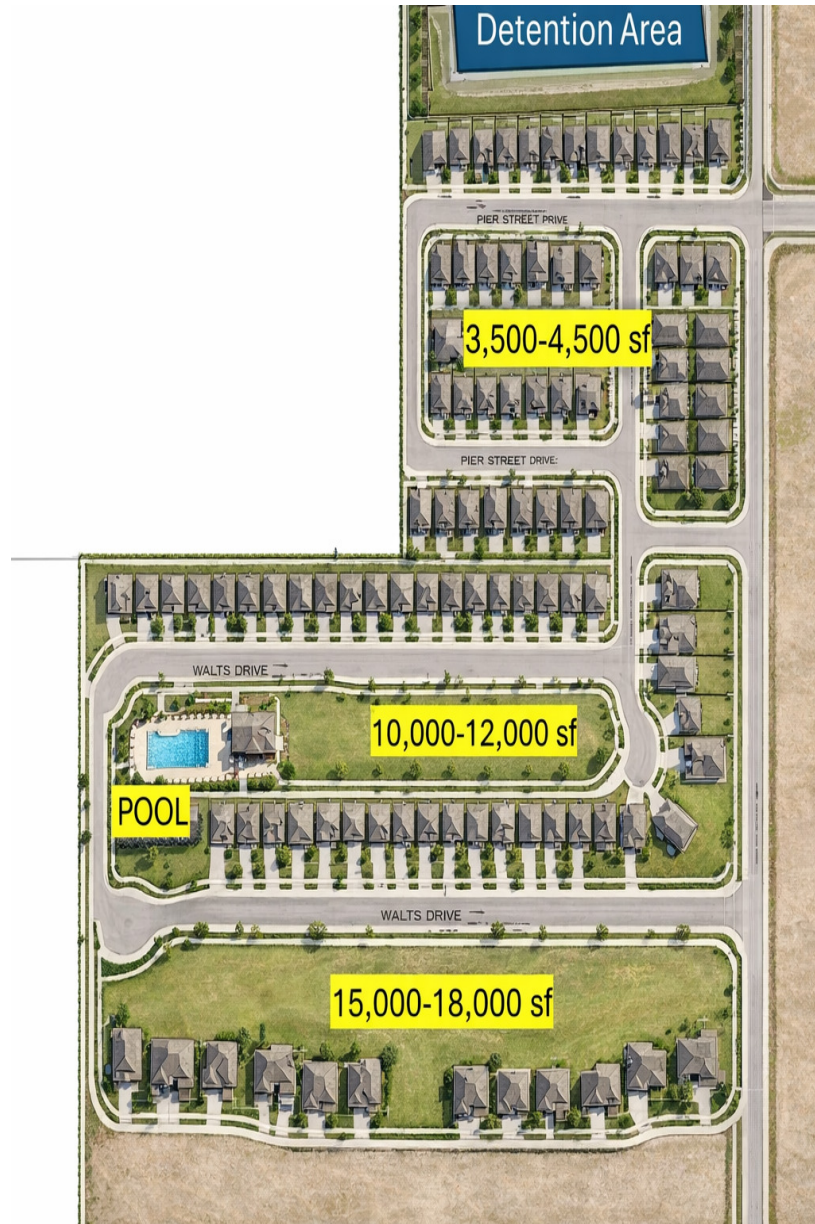 Detention Area
PIER STREET PRIVE
3,500-4,500 sf
PIER STREET DRIVE:
WALTS DRIVE
10,000-12,000 sf
POOL
WALTS DRIVE
15,000-18,000 sf